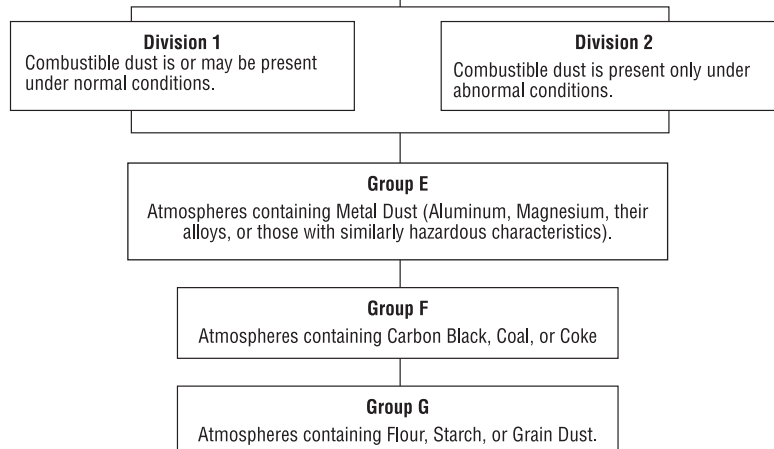 Division 1
Combustible dust is or may be present
under normal conditions.
Division 2
Combustible dust is present only under
abnormal conditions.
Group E
Atmospheres containing Metal Dust (Aluminum, Magnesium, their
alloys, or those with similarly hazardous characteristics).
Group F
Atmospheres containing Carbon Black, Coal, or Coke
Group G
Atmospheres containing Flour, Starch, or Grain Dust.